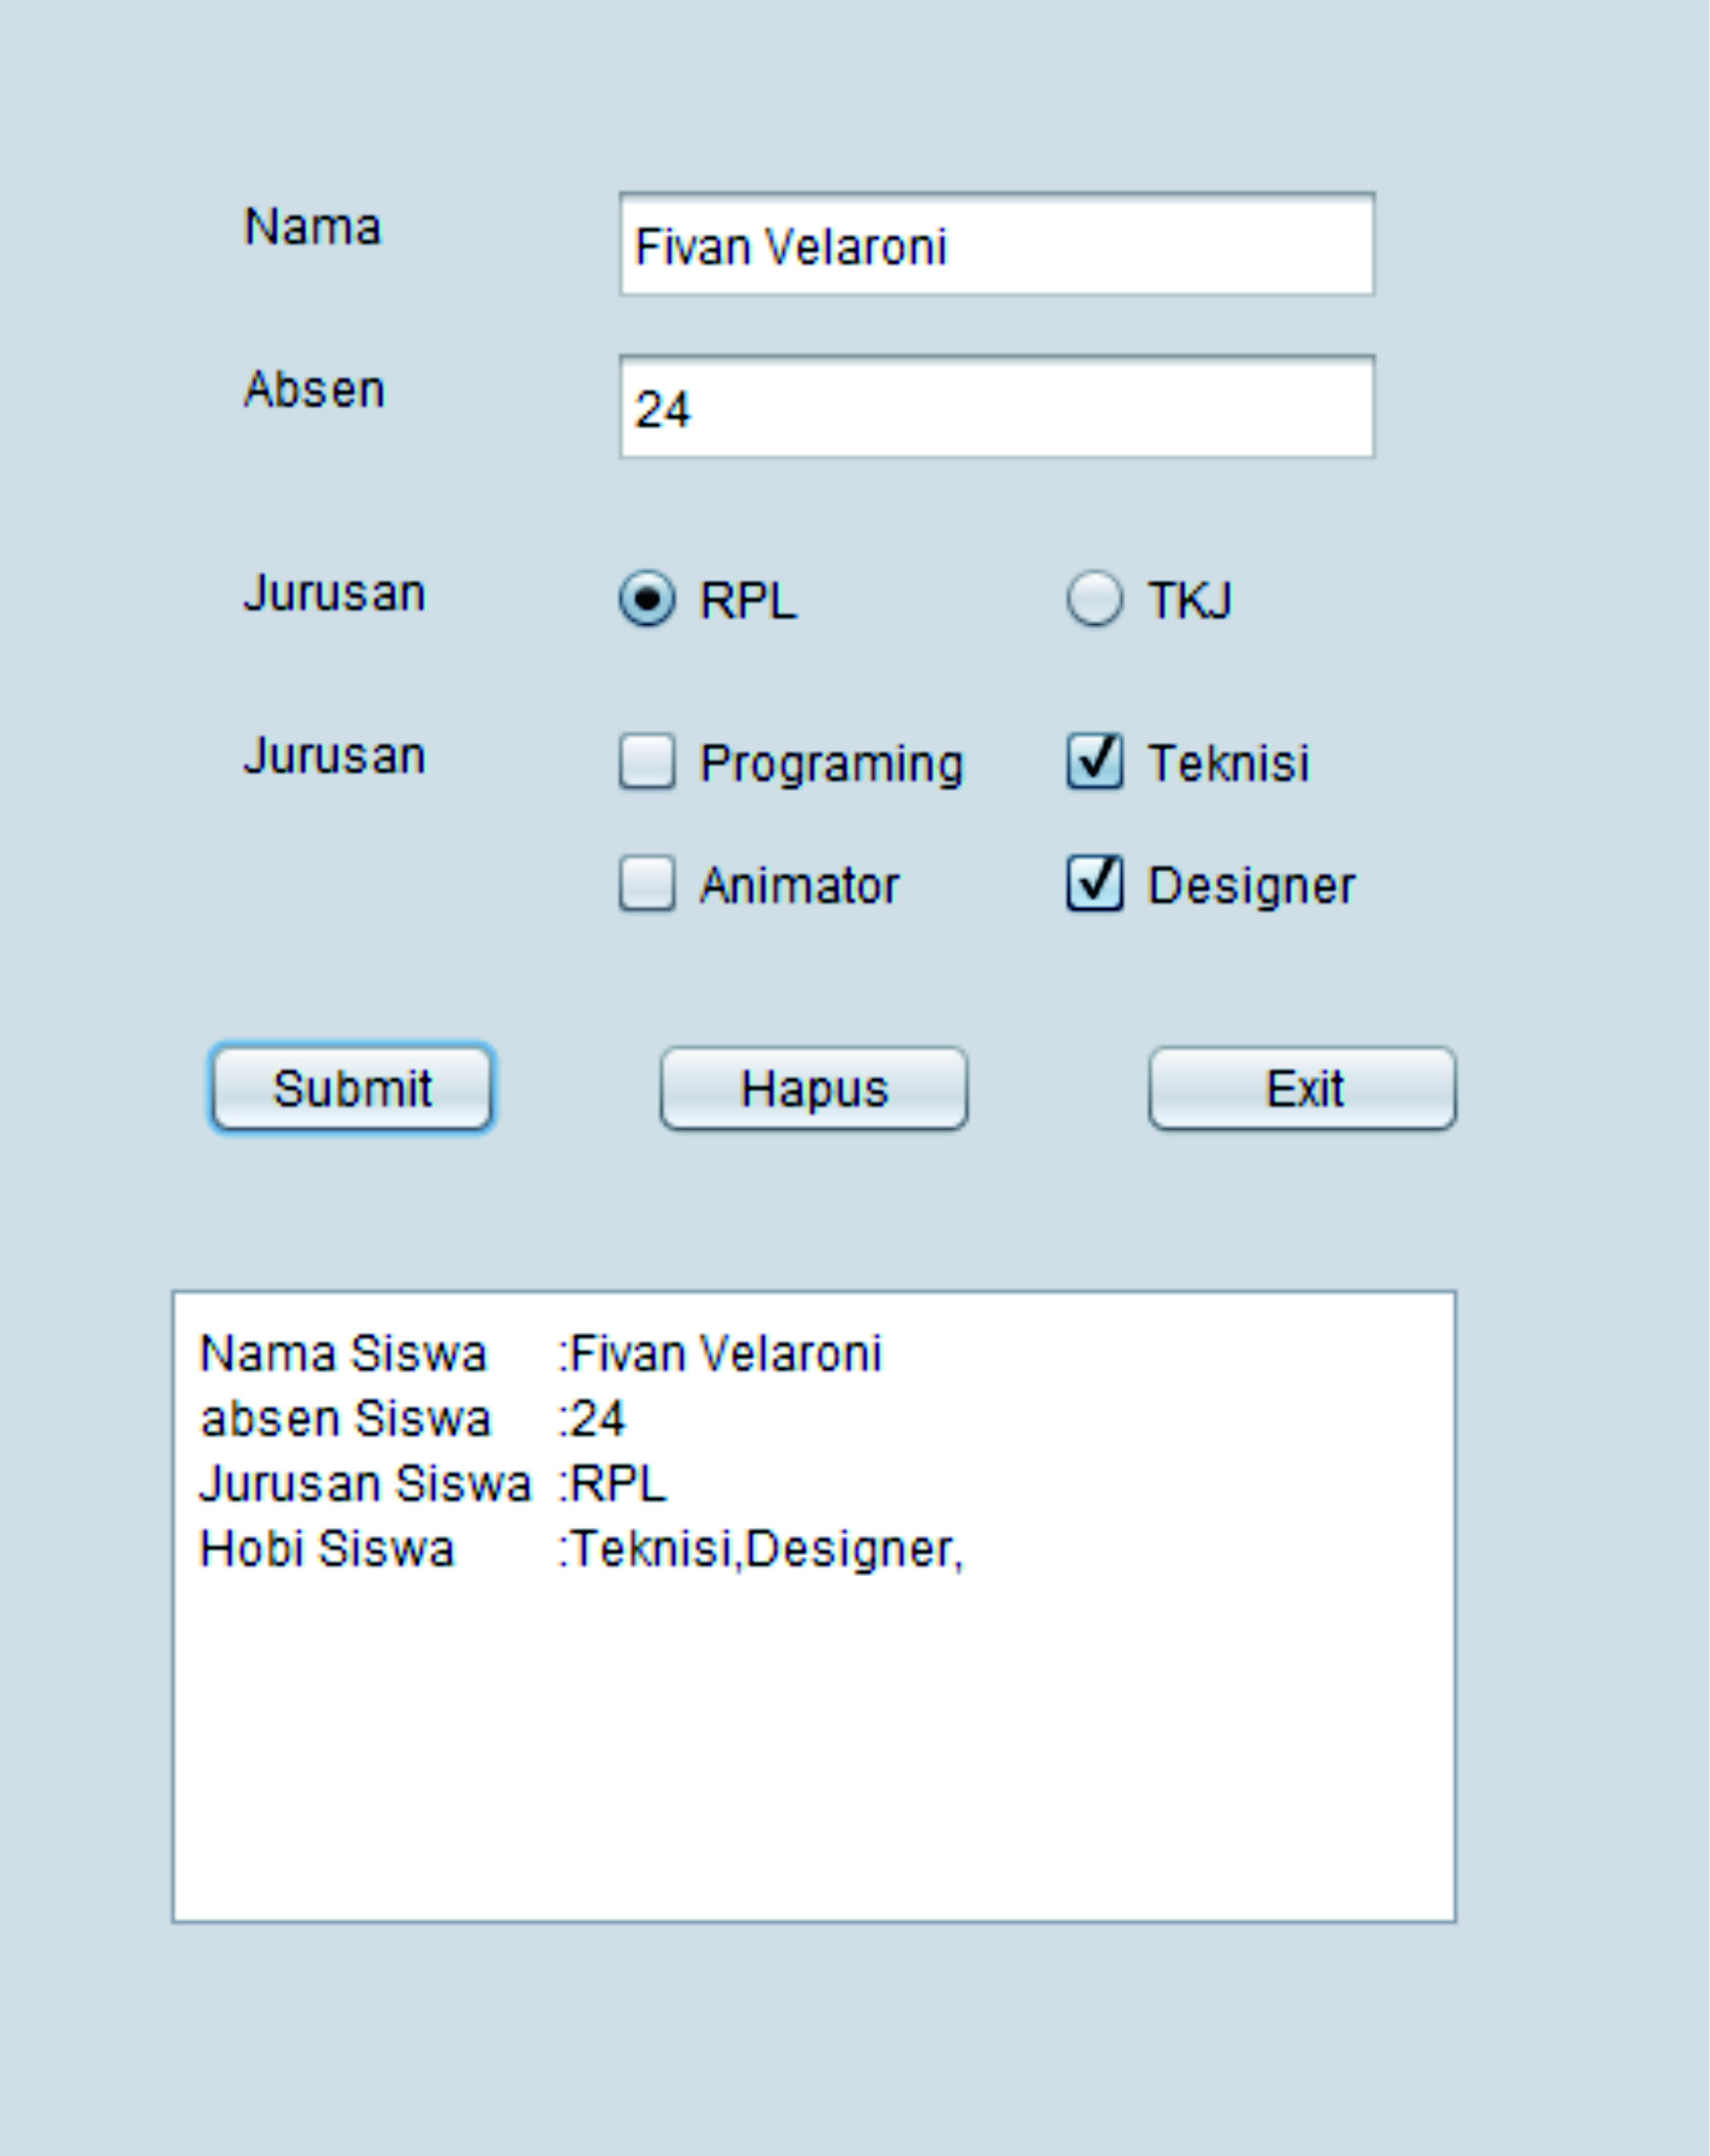 Nama Fivan Velaroni
Absen 24
Jurusan RPL TKJ
Jurusan Programing Teknisi
Animator Designer
Submit Hapus Exit
Nama Siswa :Fivan Velaroni
absen Siswa :24
Jurusan Siswa :RPL
Hobi Siswa :Teknisi,Designer,